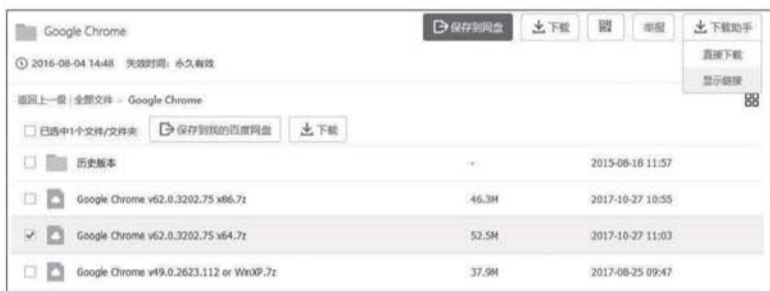 Google Chrome 保存到网盘 下载 举报 下载助手
2016-08-04 14:48 失效时间：永久有效 直接下载
显示链接
返回上一级 | 全部文件 > Google Chrome
已选中1个文件/文件夹 保存到我的百度网盘 下载
历史版本 - 2015-08-18 11:57
Google Chrome v62.0.3202.75 x86.7z 46.3M 2017-10-27 10:55
Google Chrome v62.0.3202.75 x64.7z 52.5M 2017-10-27 11:03
Google Chrome v49.0.2623.112 or WinXP.7z 37.9M 2017-08-25 09:47